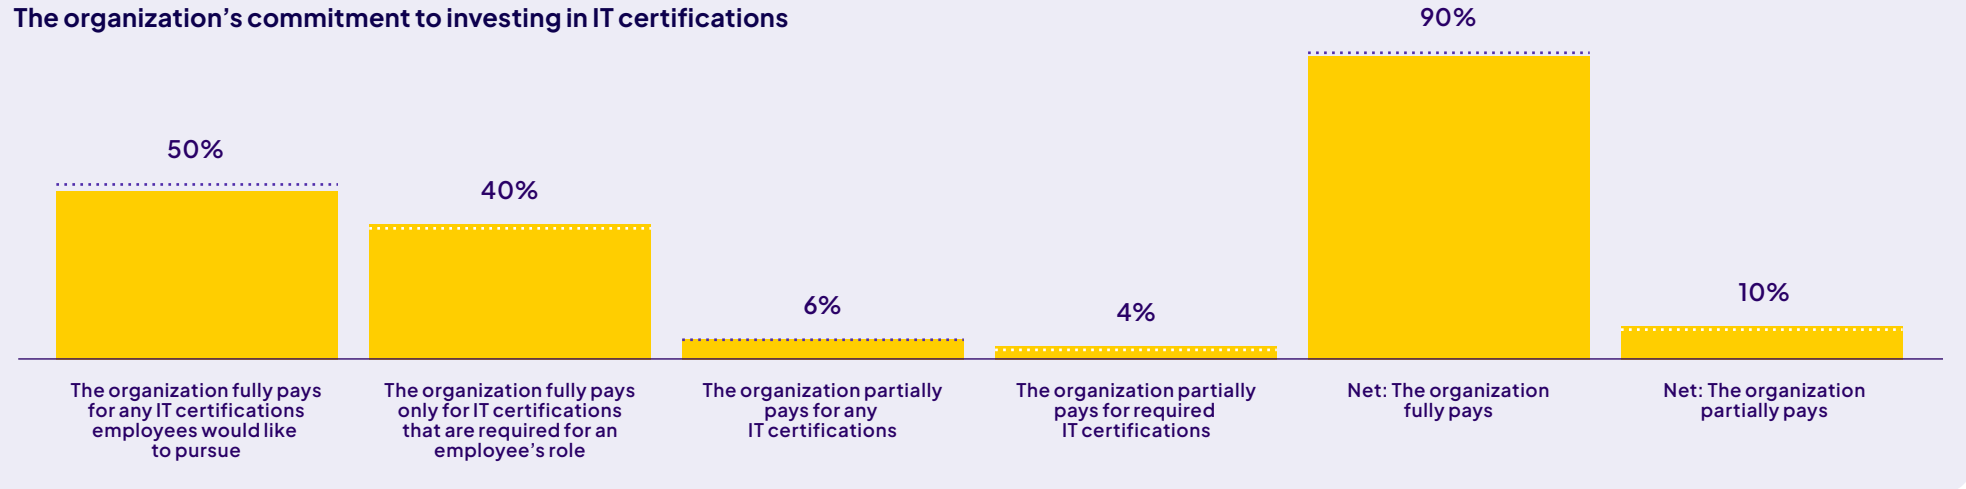 The organization’s commitment to investing in IT certifications
50%
40%
6%
4%
90%
10%
The organization fully pays
for any IT certifications
employees would like
to pursue
The organization fully pays
only for IT certifications
that are required for an
employee’s role
The organization partially
pays for any
IT certifications
The organization partially
pays for required
IT certifications
Net: The organization
fully pays
Net: The organization
partially pays